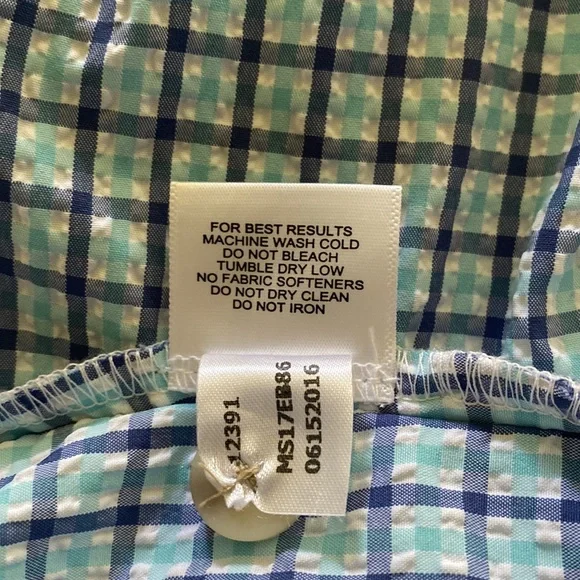 FOR BEST RESULTS
MACHINE WASH COLD
DO NOT BLEACH
TUMBLE DRY LOW
NO FABRIC SOFTENERS
DO NOT DRY CLEAN
DO NOT IRON
12391
MS17EB86
06152016